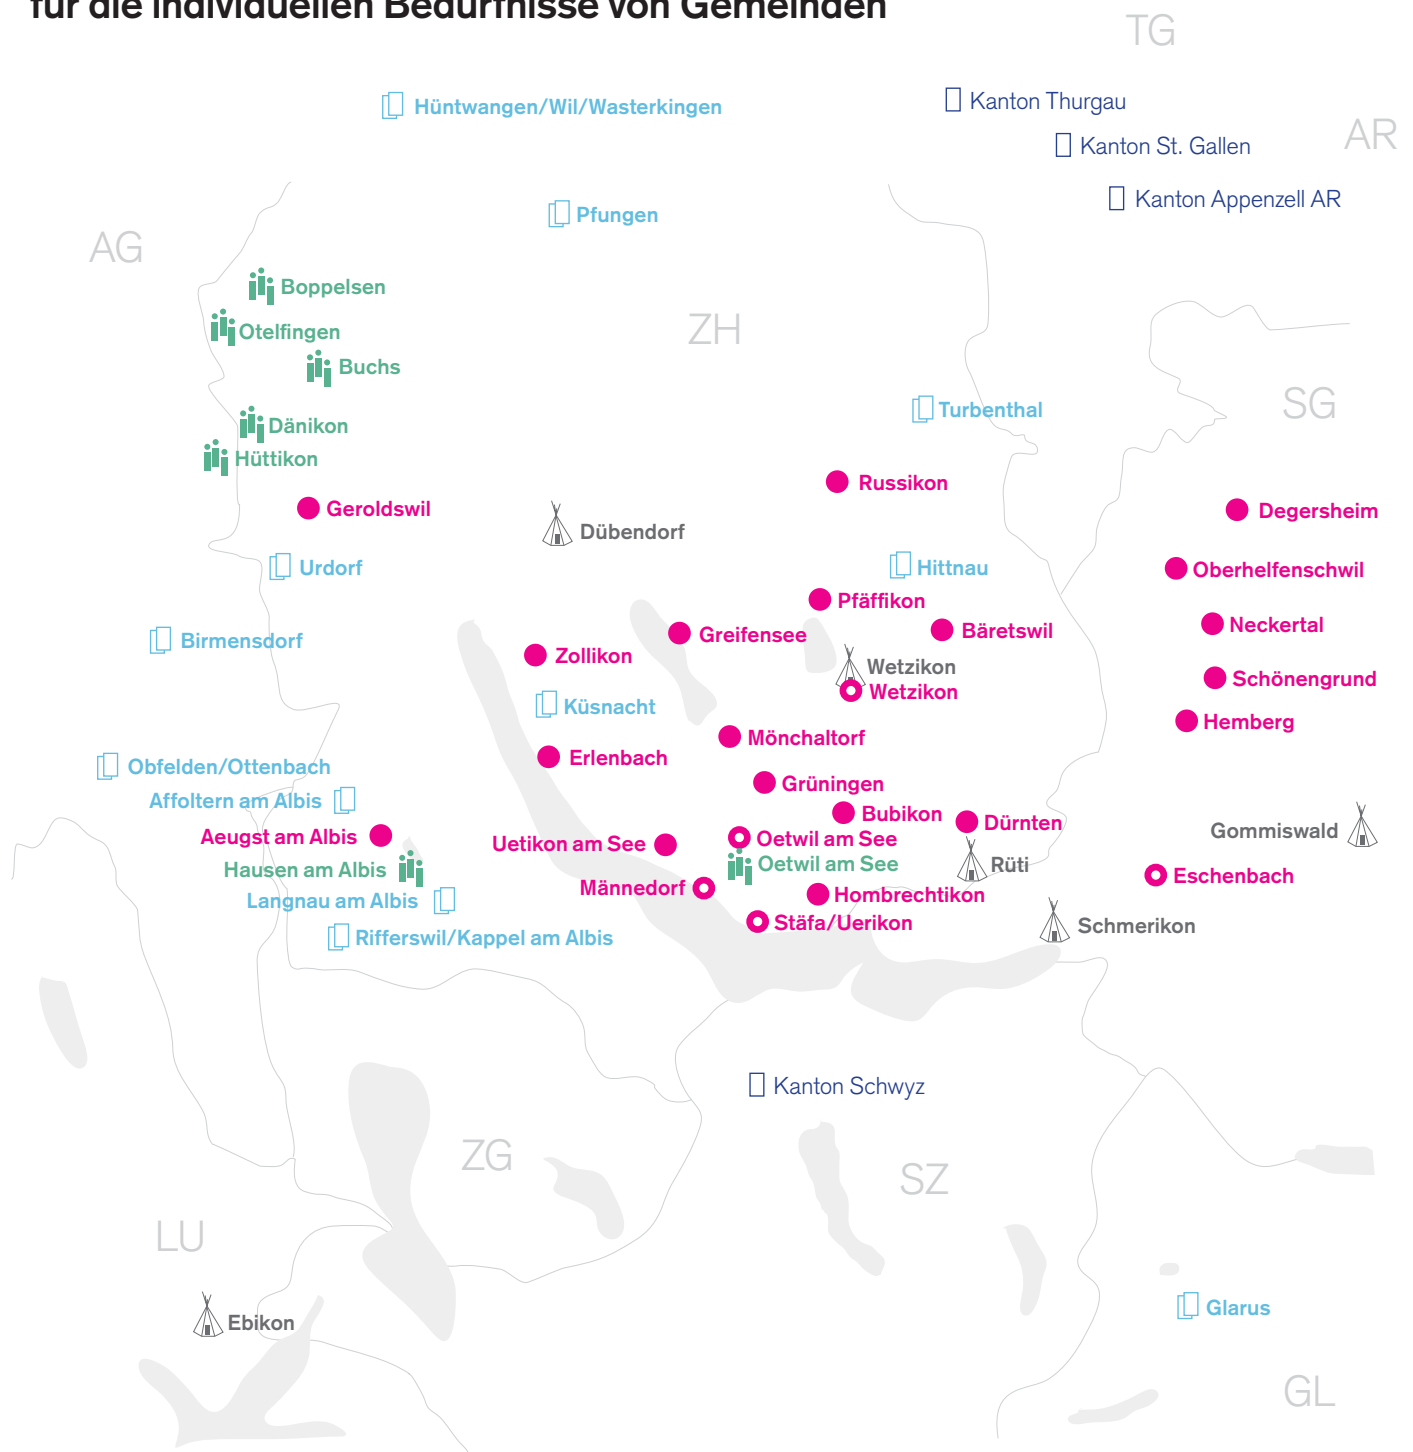 für die individuellen Bedürfnisse von Gemeinden
TG
Kanton Thurgau
Hüntwangen/Wil/Wasterkingen
AR
Kanton St. Gallen
Kanton Appenzell AR
Pfungen
AG
Boppelsen
Otelfingen
ZH
Buchs
SG
Turbenthal
Dänikon
Hüttikon
Russikon
Geroldswil
Degersheim
Dübendorf
Urdorf
Hittnau
Oberhelfenschwil
Pfäffikon
Neckertal
Bäretswil
Greifensee
Birmensdorf
Zollikon
Wetzikon
Schönengrund
Wetzikon
Küsnacht
Hemberg
Mönchaltorf
Erlenbach
Obfelden/Ottenbach
Grüningen
Affoltern am Albis
Bubikon
Dürnten
Gommiswald
Aeugst am Albis
Oetwil am See
Uetikon am See
Oetwil am See
Rüti
Hausen am Albis
Eschenbach
Männedorf
Hombrechtikon
Langnau am Albis
Stäfa/Uerikon
Schmerikon
Rifferswil/Kappel am Albis
Kanton Schwyz
ZG
SZ
LU
Glarus
Ebikon
GL